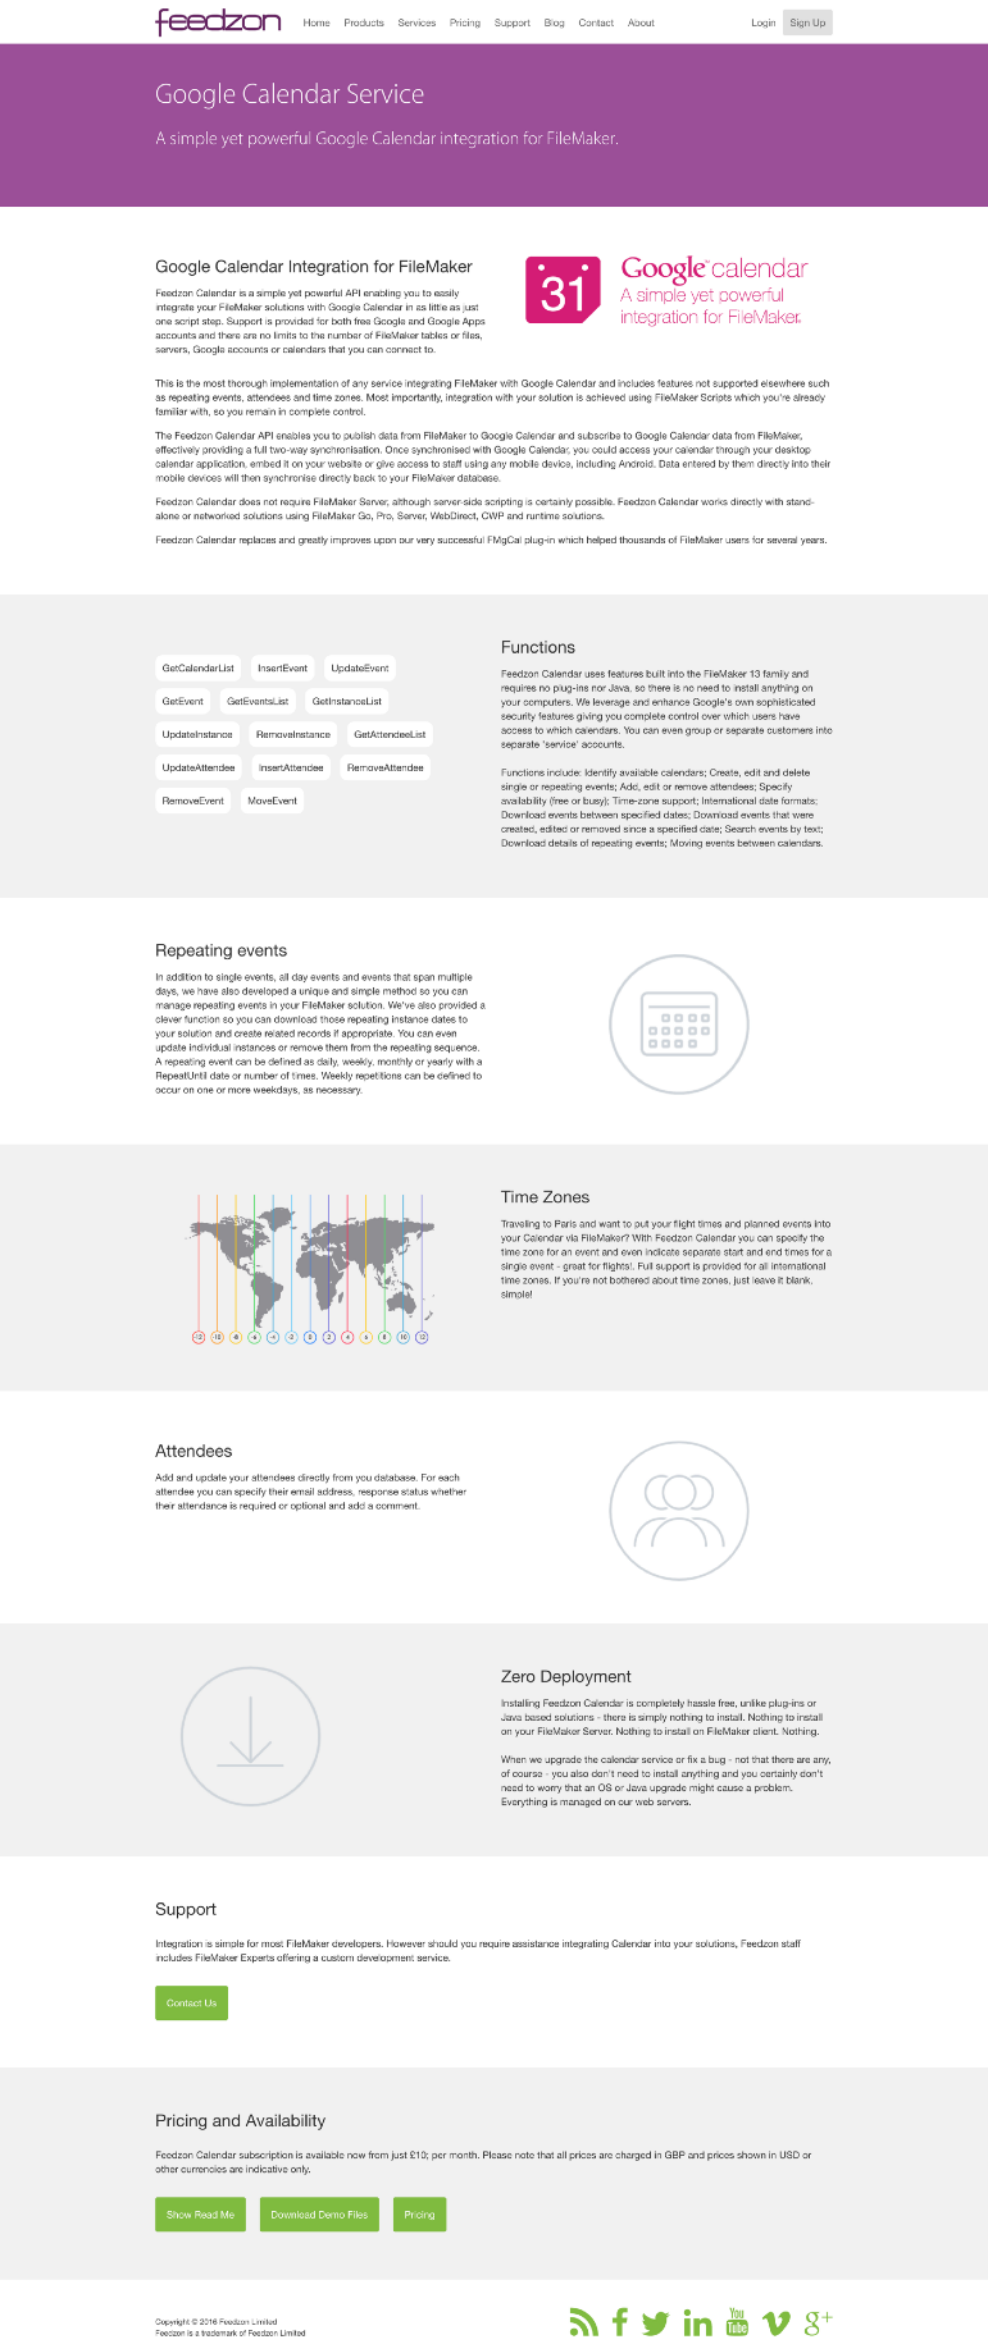 feedzon
Home Products Services Pricing Support Blog Contact About
Login Sign Up
Google Calendar Service
A simple yet powerful Google Calendar integration for FileMaker.
Google Calendar Integration for FileMaker
Feedzon Calendar is a simple yet powerful API enabling you to easily
integrate your FileMaker solutions with Google Calendar in as little as just
one script step. Support is provided for both free Google and Google Apps
accounts and there are no limits to the number of FileMaker tables or files,
servers, Google accounts or calendars that you can connect to.
31
Google™ calendar
A simple yet powerful
integration for FileMaker.
This is the most thorough implementation of any service integrating FileMaker with Google Calendar and includes features not supported elsewhere such
as repeating events, attendees and time zones. Most importantly, integration with your solution is achieved using FileMaker Scripts which you're already
familiar with, so you remain in complete control.
The Feedzon Calendar API enables you to publish data from FileMaker to Google Calendar and subscribe to Google Calendar data from FileMaker,
effectively providing a full two-way synchronisation. Once synchronised with Google Calendar, you could access your calendar through your desktop
calendar application, embed it on your website or give access to staff using any mobile device, including Android. Data entered by them directly into their
mobile devices will then synchronise directly back to your FileMaker database.
Feedzon Calendar does not require FileMaker Server, although server-side scripting is certainly possible. Feedzon Calendar works directly with stand-
alone or networked solutions using FileMaker Go, Pro, Server, WebDirect, CWP and runtime solutions.
Feedzon Calendar replaces and greatly improves upon our very successful FMgCal plug-in which helped thousands of FileMaker users for several years.
GetCalendarList InsertEvent UpdateEvent
GetEvent GetEventsList GetInstanceList
UpdateInstance RemoveInstance GetAttendeeList
UpdateAttendee InsertAttendee RemoveAttendee
RemoveEvent MoveEvent
Functions
Feedzon Calendar uses features built into the FileMaker 13 family and
requires no plug-ins nor Java, so there is no need to install anything on
your computers. We leverage and enhance Google's own sophisticated
security features giving you complete control over which users have
access to which calendars. You can even group or separate customers into
separate 'service' accounts.
Functions include: Identify available calendars; Create, edit and delete
single or repeating events; Add, edit or remove attendees; Specify
availability (free or busy); Time-zone support; International date formats;
Download events between specified dates; Download events that were
created, edited or removed since a specified date; Search events by text;
Download details of repeating events; Moving events between calendars.
Repeating events
In addition to single events, all day events and events that span multiple
days, we have also developed a unique and simple method so you can
manage repeating events in your FileMaker solution. We've also provided a
clever function so you can download those repeating instance dates to
your solution and create related records if appropriate. You can even
update individual instances or remove them from the repeating sequence.
A repeating event can be defined as daily, weekly, monthly or yearly with a
RepeatUntil date or number of times. Weekly repetitions can be defined to
occur on one or more weekdays, as necessary.
-12 -10 -8 -6 -4 -2 0 2 4 6 8 10 12
Time Zones
Traveling to Paris and want to put your flight times and planned events into
your Calendar via FileMaker? With Feedzon Calendar you can specify the
time zone for an event and even indicate separate start and end times for a
single event - great for flights!. Full support is provided for all international
time zones. If you're not bothered about time zones, just leave it blank,
simple!
Attendees
Add and update your attendees directly from you database. For each
attendee you can specify their email address, response status whether
their attendance is required or optional and add a comment.
Zero Deployment
Installing Feedzon Calendar is completely hassle free, unlike plug-ins or
Java based solutions - there is simply nothing to install. Nothing to install
on your FileMaker Server. Nothing to install on FileMaker client. Nothing.
When we upgrade the calendar service or fix a bug - not that there are any,
of course - you also don't need to install anything and you certainly don't
need to worry that an OS or Java upgrade might cause a problem.
Everything is managed on our web servers.
Support
Integration is simple for most FileMaker developers. However should you require assistance integrating Calendar into your solutions, Feedzon staff
includes FileMaker Experts offering a custom development service.
Contact Us
Pricing and Availability
Feedzon Calendar subscription is available now from just £10; per month. Please note that all prices are charged in GBP and prices shown in USD or
other currencies are indicative only.
Show Read Me Download Demo Files Pricing
Copyright © 2016 Feedzon Limited
Feedzon is a trademark of Feedzon Limited
f in You Tube g+